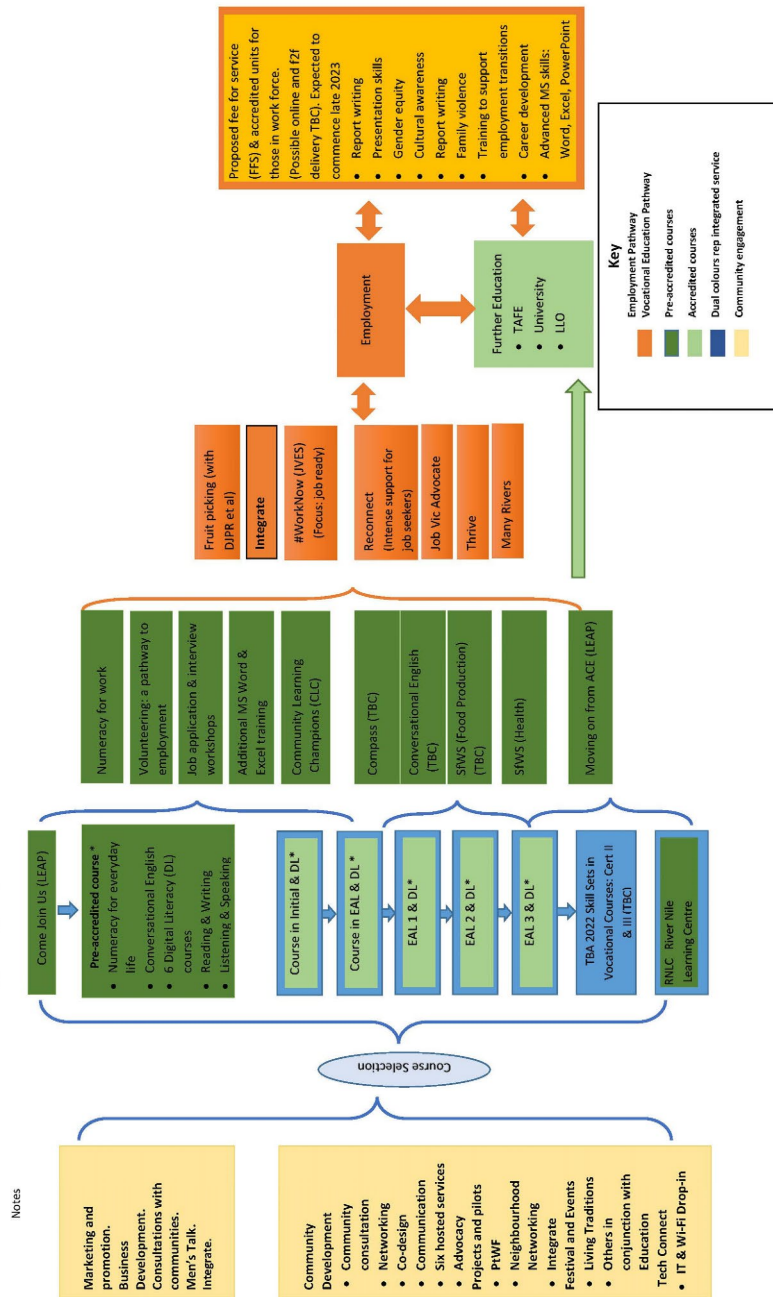 Notes
Marketing and
promotion.
Business
Development.
Consultations with
communities.
Men's Talk.
Integrate.
Community
Development
• Community
consultation
• Networking
• Co-design
• Communication
• Six hosted services
• Advocacy
Projects and pilots
• PtWF
• Neighbourhood
Networking
• Integrate
Festival and Events
• Living Traditions
• Others in
conjunction with
Education
Tech Connect
• IT & Wi-Fi Drop-in
Course Selection
Come Join Us (LEAP)
Pre-accredited course *
• Numeracy for everyday
life
• Conversational English
• 6 Digital Literacy (DL)
courses
• Reading & Writing
• Listening & Speaking
Course in Initial & DL*
Course in EAL & DL*
EAL 1 & DL*
EAL 2 & DL*
EAL 3 & DL*
TBA 2022 Skill Sets in
Vocational Courses: Cert II
& III (TBC)
RNLC River Nile
Learning Centre
Numeracy for work
Volunteering: a pathway to
employment
Job application & interview
workshops
Additional MS Word &
Excel training
Community Learning
Champions (CLC)
Compass (TBC)
Conversational English
(TBC)
SfWS (Food Production)
(TBC)
SfWS (Health)
Moving on from ACE (LEAP)
Fruit picking (with
DJPR et al)
Integrate
#WorkNow (JVES)
(Focus: job ready)
Reconnect
(Intense support for
job seekers)
Job Vic Advocate
Thrive
Many Rivers
Employment
Further Education
• TAFE
• University
• LLO
Proposed fee for service
(FFS) & accredited units for
those in work force.
(Possible online and f2f
delivery TBC). Expected to
commence late 2023
• Report writing
• Presentation skills
• Gender equity
• Cultural awareness
• Report writing
• Family violence
• Training to support
employment transitions
• Career development
• Advanced MS skills:
Word, Excel, PowerPoint
Key
Employment Pathway
Vocational Education Pathway
Pre-accredited courses
Accredited courses
Dual colours rep integrated service
Community engagement